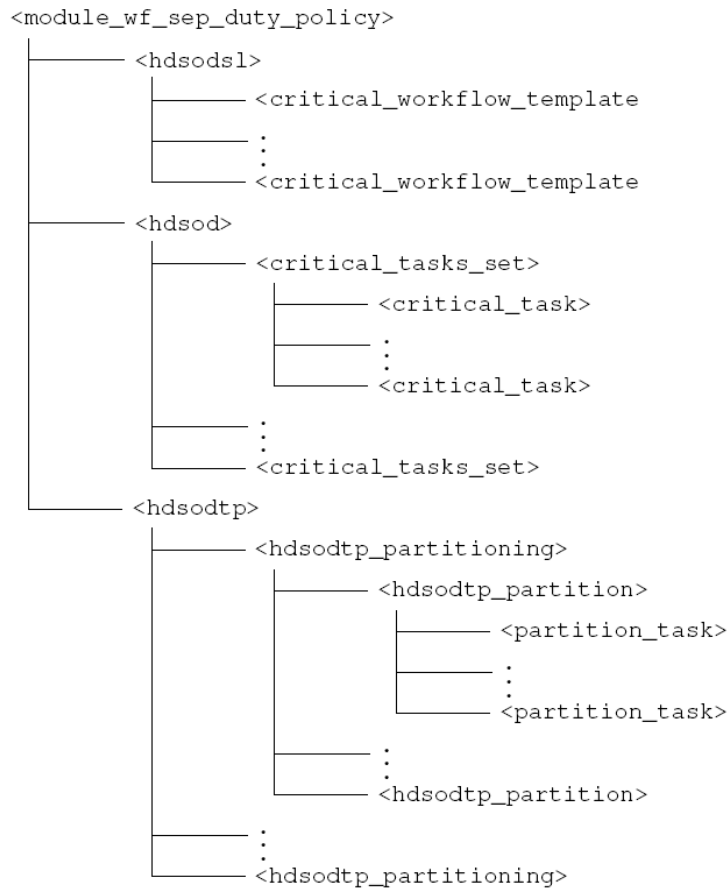 <module_wf_sep_duty_policy>
<hdsodsl>
<critical_workflow_template
<critical_workflow_template
<hdsod>
<critical_tasks_set>
<critical_task>
<critical_task>
<critical_tasks_set>
<hdsodtp>
<hdsodtp_partitioning>
<hdsodtp_partition>
<partition_task>
<partition_task>
<hdsodtp_partition>
<hdsodtp_partitioning>